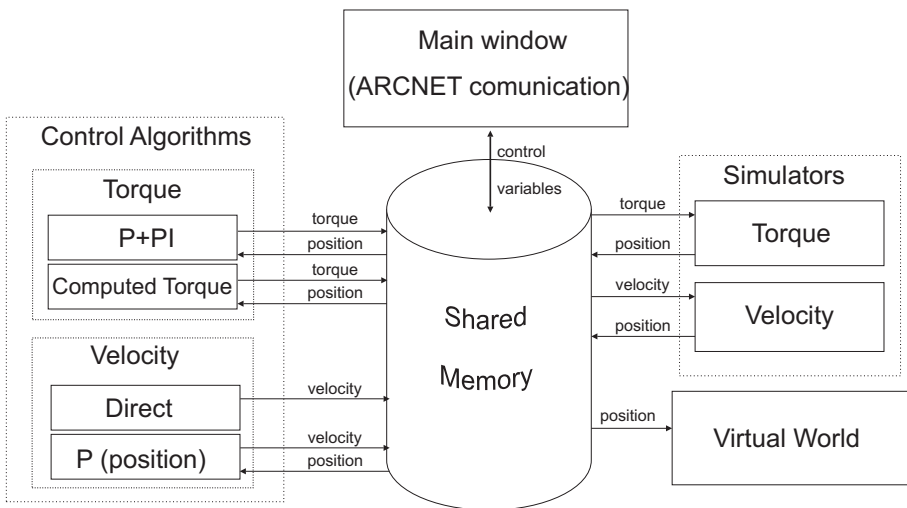 Main window
(ARCNET comunication)
control
variables
Control Algorithms
Torque
P+PI
Computed Torque
torque
position
torque
position
Velocity
Direct
P (position)
velocity
velocity
position
Shared
Memory
Simulators
torque
position
Torque
velocity
position
Velocity
position
Virtual World